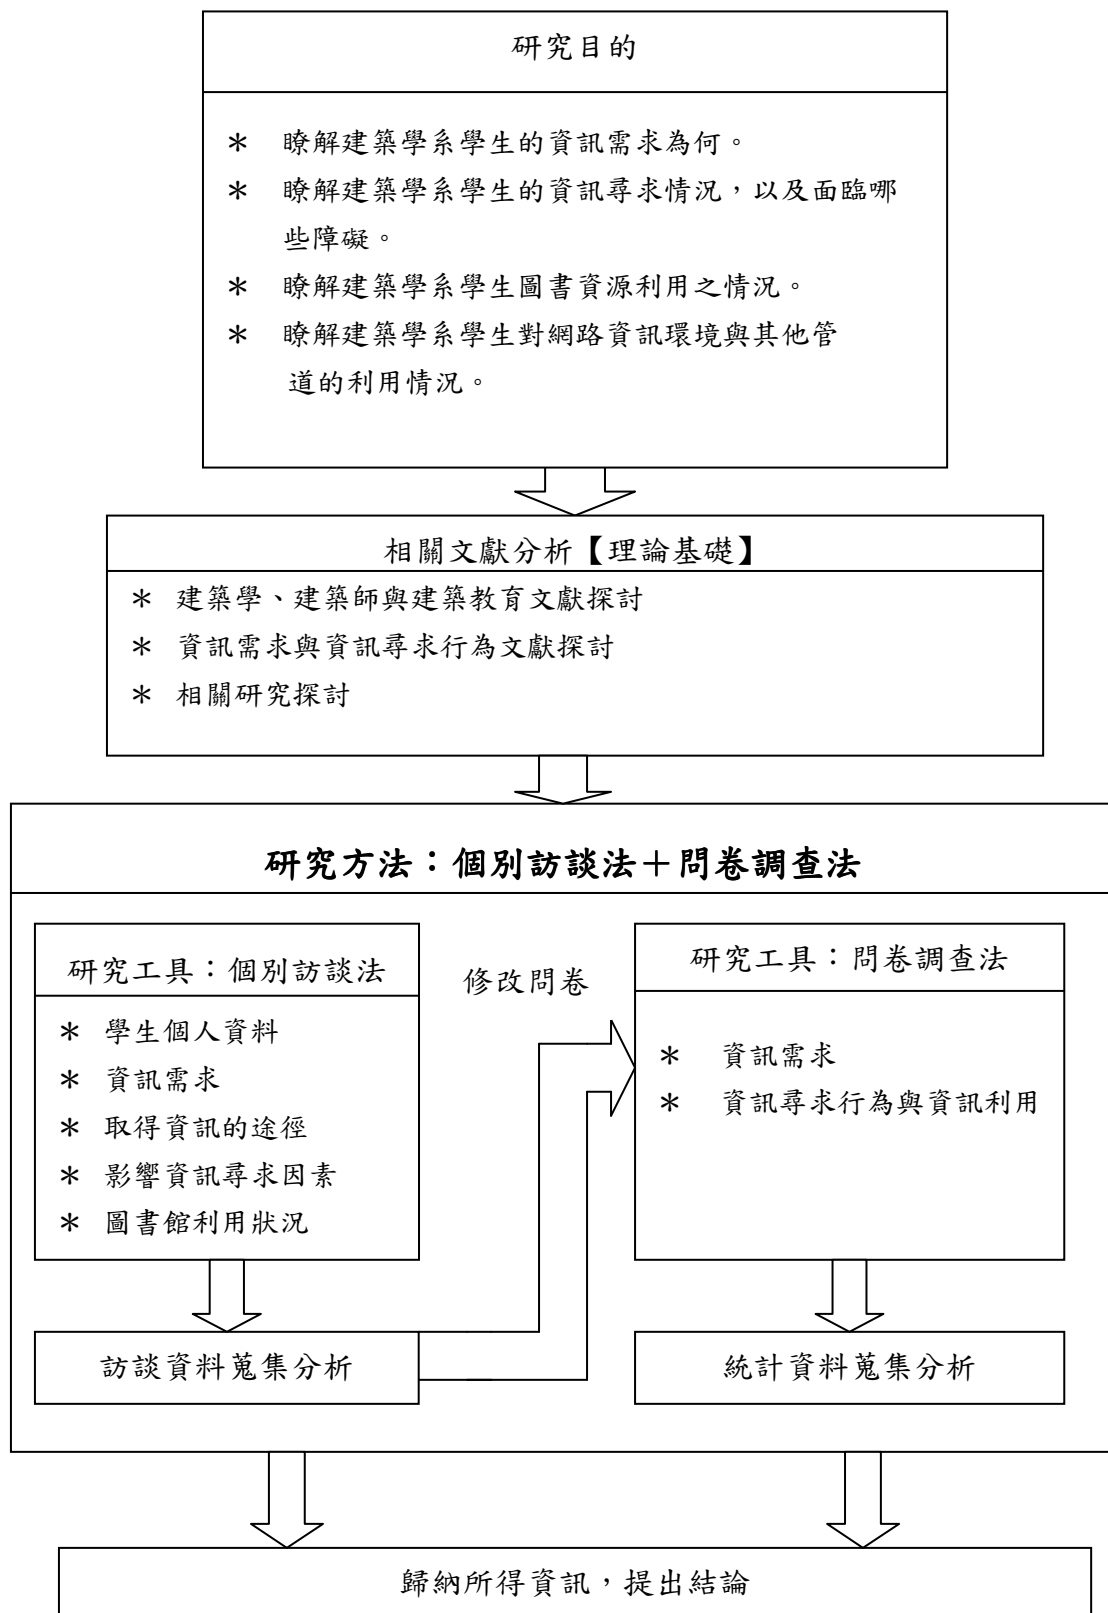 研究目的
＊ 瞭解建築學系學生的資訊需求為何。
＊ 瞭解建築學系學生的資訊尋求情況，以及面臨哪
些障礙。
＊ 瞭解建築學系學生圖書資源利用之情況。
＊ 瞭解建築學系學生對網路資訊環境與其他管
道的利用情況。
相關文獻分析【理論基礎】
＊ 建築學、建築師與建築教育文獻探討
＊ 資訊需求與資訊尋求行為文獻探討
＊ 相關研究探討
研究方法：個別訪談法＋問卷調查法
研究工具：個別訪談法
＊ 學生個人資料
＊ 資訊需求
＊ 取得資訊的途徑
＊ 影響資訊尋求因素
＊ 圖書館利用狀況
訪談資料蒐集分析
修改問卷
研究工具：問卷調查法
＊ 資訊需求
＊ 資訊尋求行為與資訊利用
統計資料蒐集分析
歸納所得資訊，提出結論